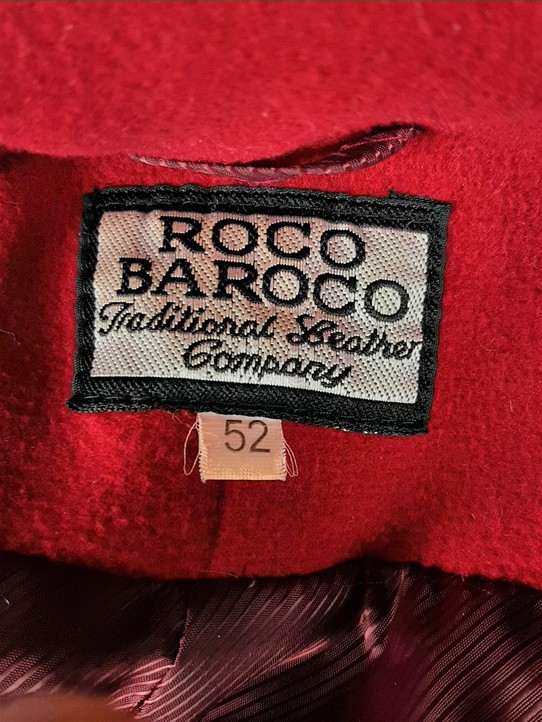 ROCO
BAROCO
Traditional Leather
Company
52